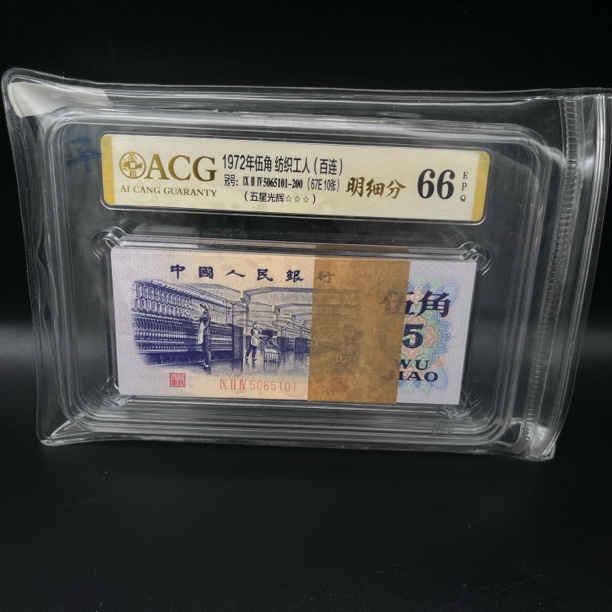 ACG
AI CANG GUARANTY
1972年伍角 纺织工人 (百连)
冠号: IX II IV 5065101-200 (67E 10张)
(五星光辉☆☆☆)
明细分
66
EPQ
中國人民銀行
伍角
5
WU
JIAO
IX II IV 5065101